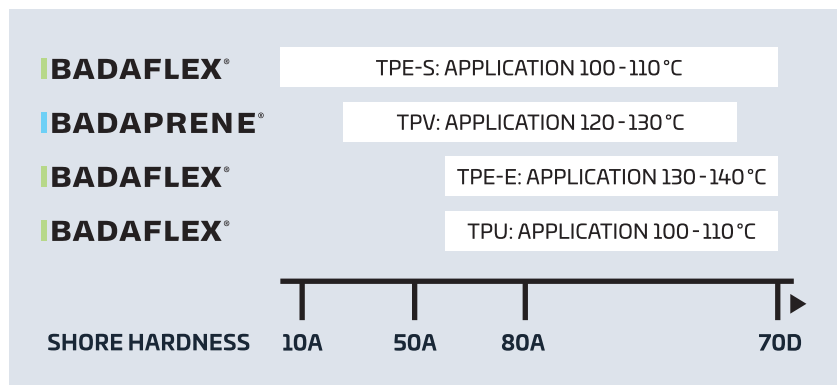 BADAFLEX® TPE-S: APPLICATION 100-110°C
BADAPRENE® TPV: APPLICATION 120-130°C
BADAFLEX® TPE-E: APPLICATION 130-140°C
BADAFLEX® TPU: APPLICATION 100-110°C
SHORE HARDNESS 10A 50A 80A 70D